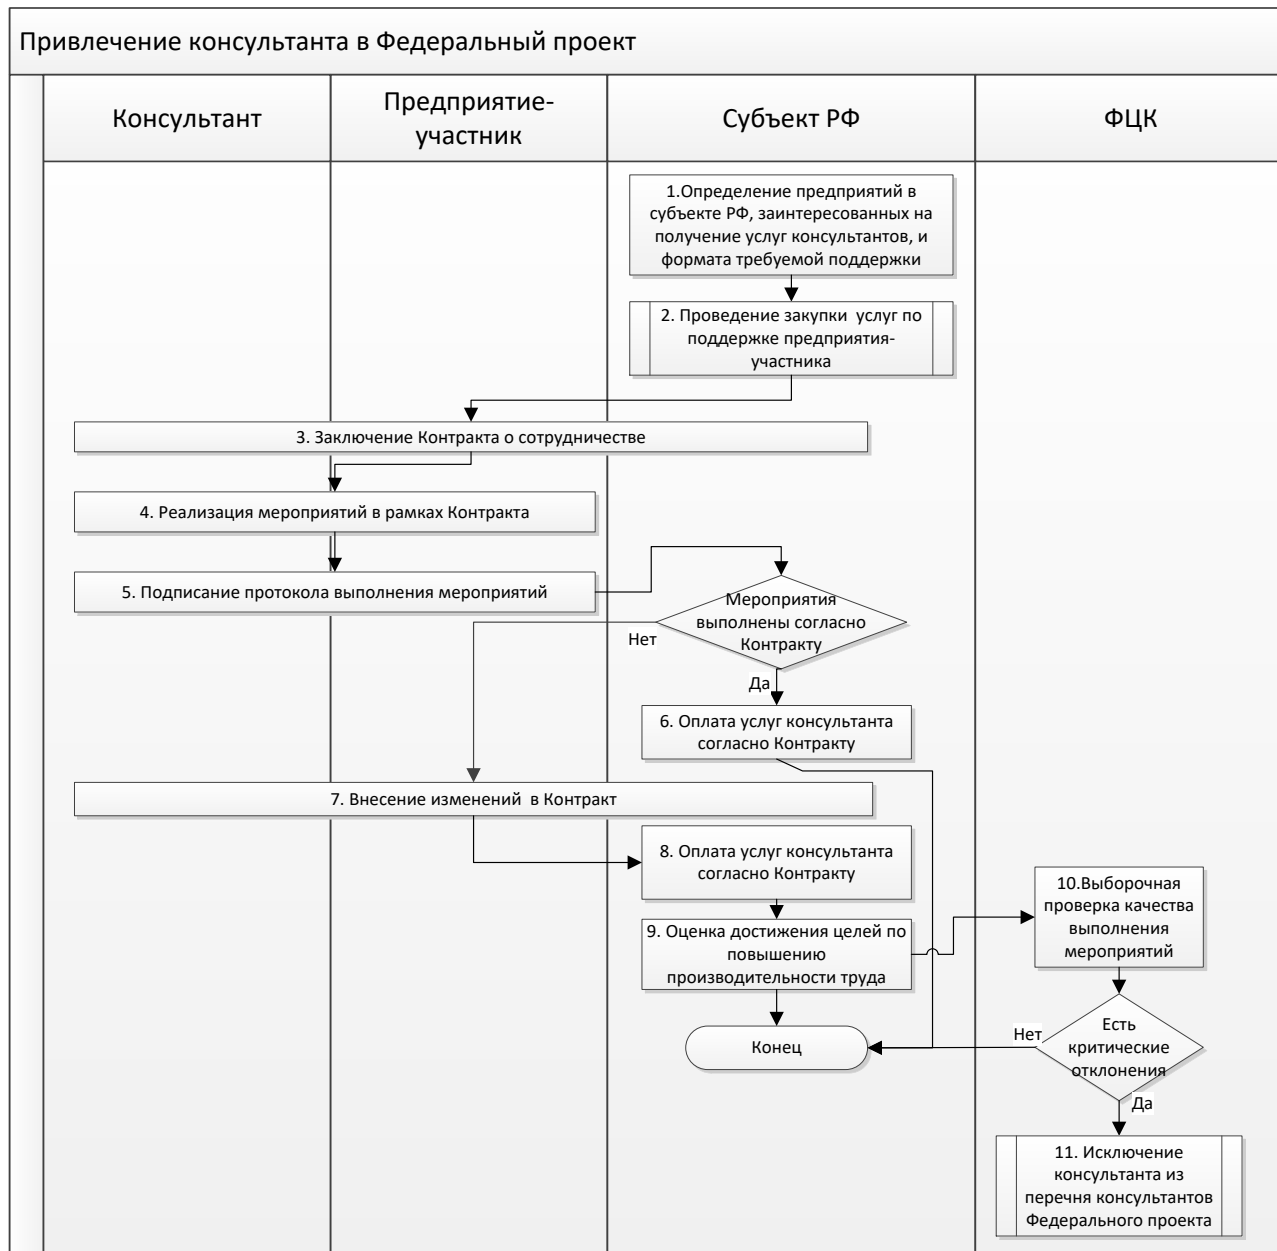 Привлечение консультанта в Федеральный проект
Консультант
Предприятие-
участник
Субъект РФ
ФЦК
1.Определение предприятий в
субъекте РФ, заинтересованных на
получение услуг консультантов, и
формата требуемой поддержки
2. Проведение закупки услуг по
поддержке предприятия-
участника
3. Заключение Контракта о сотрудничестве
4. Реализация мероприятий в рамках Контракта
5. Подписание протокола выполнения мероприятий
Мероприятия
выполнены согласно
Контракту
Нет
Да
6. Оплата услуг консультанта
согласно Контракту
7. Внесение изменений в Контракт
8. Оплата услуг консультанта
согласно Контракту
9. Оценка достижения целей по
повышению
производительности труда
10.Выборочная
проверка качества
выполнения
мероприятий
Конец
Нет
Есть
критические
отклонения
Да
11. Исключение
консультанта из
перечня консультантов
Федерального проекта